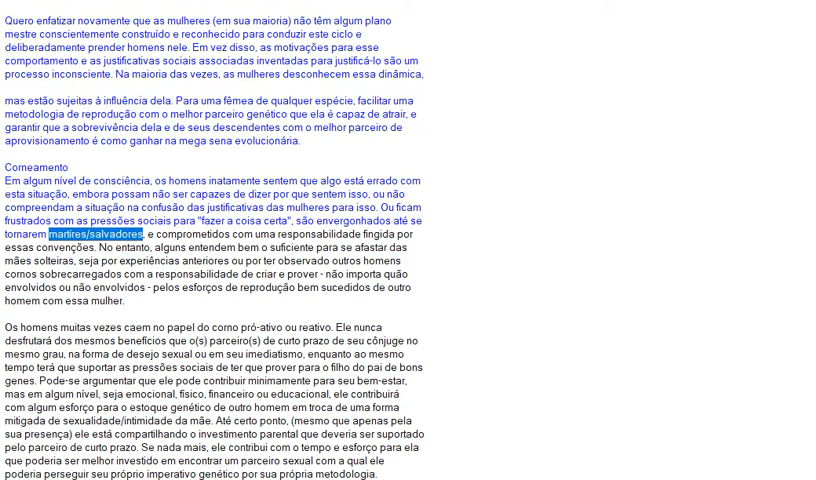 Quero enfatizar novamente que as mulheres (em sua maioria) não têm algum plano
mestre conscientemente construído e reconhecido para conduzir este ciclo e
deliberadamente prender homens nele. Em vez disso, as motivações para esse
comportamento e as justificativas sociais associadas inventadas para justificá-lo são um
processo inconsciente. Na maioria das vezes, as mulheres desconhecem essa dinâmica,
mas estão sujeitas à influência dela. Para uma fêmea de qualquer espécie, facilitar uma
metodologia de reprodução com o melhor parceiro genético que ela é capaz de atrair, e
garantir que a sobrevivência dela e de seus descendentes com o melhor parceiro de
aprovisionamento é como ganhar na mega sena evolucionária.
Corneamento
Em algum nível de consciência, os homens inatamente sentem que algo está errado com
esta situação, embora possam não ser capazes de dizer por que sentem isso, ou não
compreendam a situação na confusão das justificativas das mulheres para isso. Ou ficam
frustrados com as pressões sociais para "fazer a coisa certa", são envergonhados até se
tornarem martires/salvadores, e comprometidos com uma responsabilidade fingida por
essas convenções. No entanto, alguns entendem bem o suficiente para se afastar das
mães solteiras, seja por experiências anteriores ou por ter observado outros homens
cornos sobrecarregados com a responsabilidade de criar e prover - não importa quão
envolvidos ou não envolvidos - pelos esforços de reprodução bem sucedidos de outro
homem com essa mulher.
Os homens muitas vezes caem no papel do corno pró-ativo ou reativo. Ele nunca
desfrutará dos mesmos benefícios que o(s) parceiro(s) de curto prazo de seu cônjuge no
mesmo grau, na forma de desejo sexual ou em seu imediatismo, enquanto ao mesmo
tempo terá que suportar as pressões sociais de ter que prover para o filho do pai de bons
genes. Pode-se argumentar que ele pode contribuir minimamente para seu bem-estar,
mas em algum nível, seja emocional, físico, financeiro ou educacional, ele contribuirá
com algum esforço para o estoque genético de outro homem em troca de uma forma
mitigada de sexualidade/intimidade da mãe. Até certo ponto, (mesmo que apenas pela
sua presença) ele está compartilhando o investimento parental que deveria ser suportado
pelo parceiro de curto prazo. Se nada mais, ele contribui com o tempo e esforço para ela
que poderia ser melhor investido em encontrar um parceiro sexual com a qual ele
poderia perseguir seu próprio imperativo genético por sua própria metodologia.